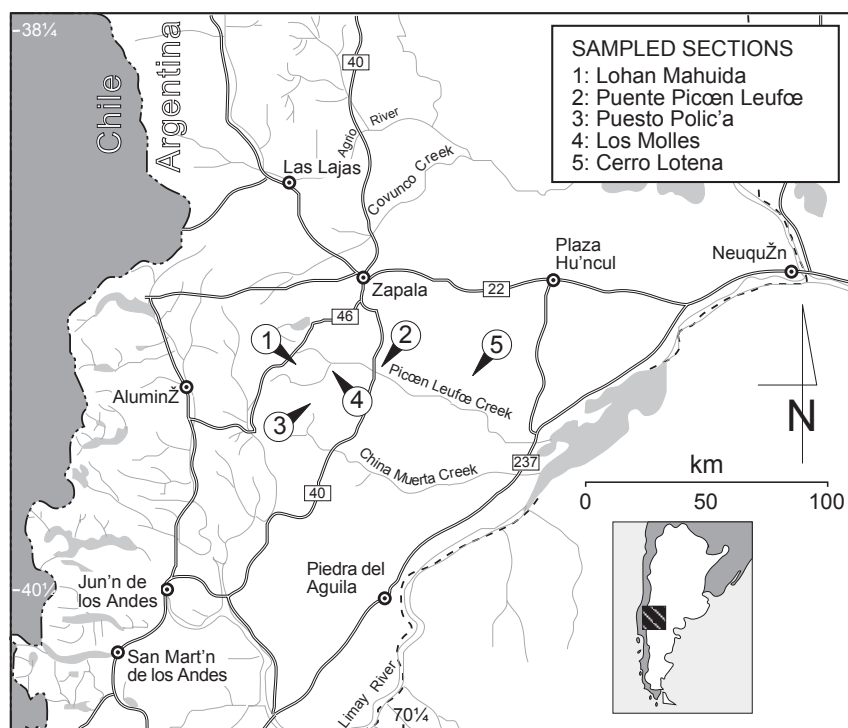 38¼
Chile
Argentina
40
Agrio River
Las Lajas
Covunco Creek
SAMPLED SECTIONS
1: Lohan Mahuida
2: Puente Picœn Leufœ
3: Puesto Polic'a
4: Los Molles
5: Cerro Lotena
Zapala
22
Plaza
Hu'ncul
NeuquŽn
46
1
2
5
AluminŽ
3
4
Picœn Leufœ Creek
N
China Muerta Creek
237
40
km
0 50 100
40¼
Jun'n de
los Andes
Piedra del
Aguila
San Mart'n
de los Andes
Limay River
70¼